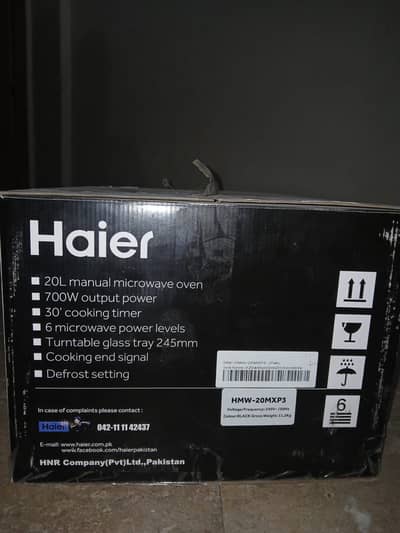 Haier
20L manual microwave oven
700W output power
30' cooking timer
6 microwave power levels
Turntable glass tray 245mm
Cooking end signal
Defrost setting
HMW-20MXP3
In case of complaints please contact :
Haier 042-11 11 42437
E-mail: www.haier.com.pk
www.facebook.com/haierpakistan
HNR Company(Pvt)Ltd.,Pakistan
6